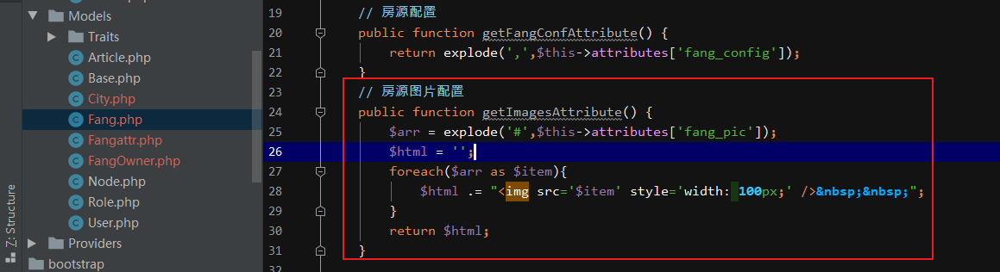 Models
Traits
Article.php
Base.php
City.php
Fang.php
Fangattr.php
FangOwner.php
Node.php
Role.php
User.php
Providers
bootstrap
Z: Structure
19 // 房源配置
20 public function getFangConfAttribute() {
21 return explode(',',$this->attributes['fang_config']);
22 }
23 // 房源图片配置
24 public function getImagesAttribute() {
25 $arr = explode('#',$this->attributes['fang_pic']);
26 $html = '';
27 foreach($arr as $item){
28 $html .= "<img src='$item' style='width: 100px;' />&nbsp;&nbsp;";
29 }
30 return $html;
31 }
32